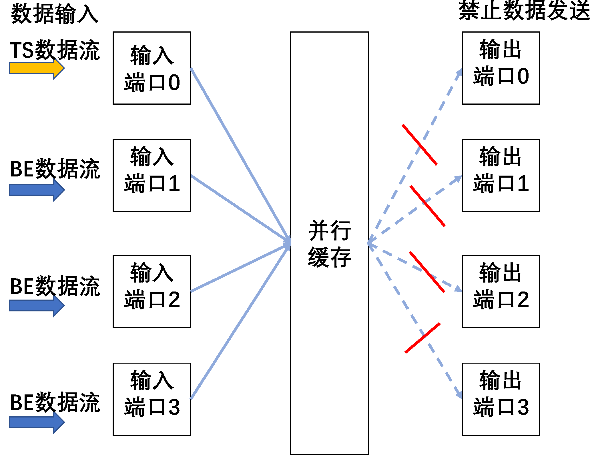 数据输入
禁止数据发送
TS数据流
输入
端口0
输出
端口0
BE数据流
输入
端口1
输出
端口1
并行
缓存
BE数据流
输入
端口2
输出
端口2
BE数据流
输入
端口3
输出
端口3